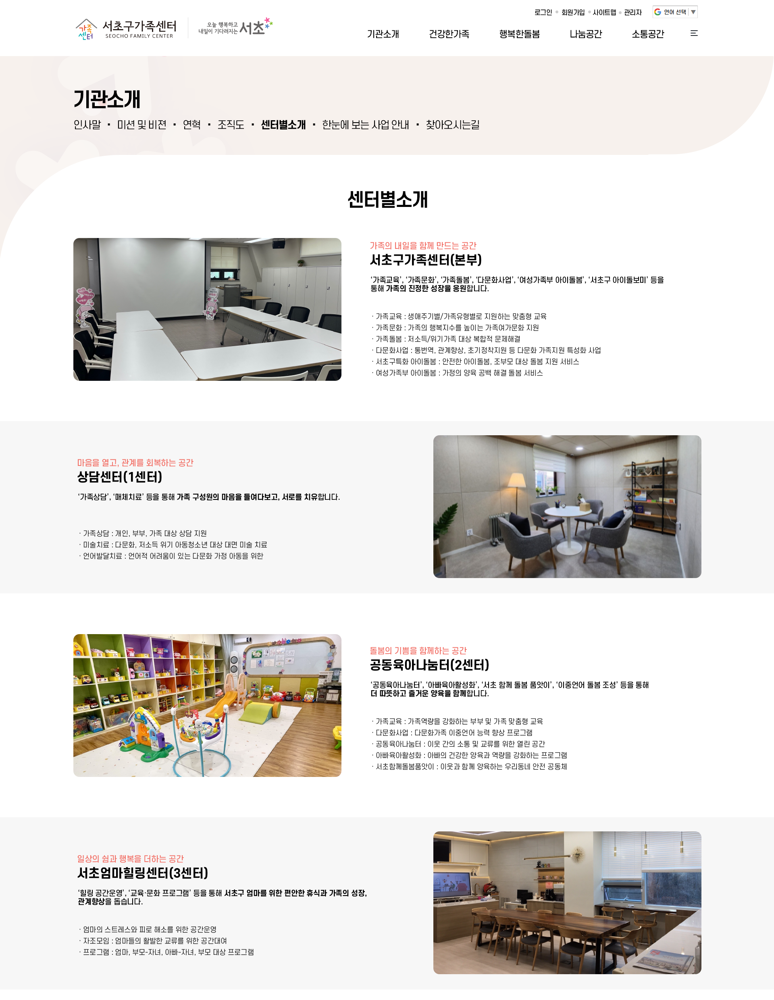 로그인 • 회원가입 • 사이트맵 • 관리자
언어 선택 ▼
가족센터
서초구가족센터
SEOCHO FAMILY CENTER
오늘 행복하고
내일이 기다려지는
서초
기관소개 건강한가족 행복한돌봄 나눔공간 소통공간
기관소개
인사말 ▪ 미션 및 비젼 ▪ 연혁 ▪ 조직도 ▪ 센터별소개 ▪ 한눈에 보는 사업 안내 ▪ 찾아오시는길
센터별소개
가족의 내일을 함께 만드는 공간
서초구가족센터(본부)
‘가족교육’, ‘가족문화’, ‘가족돌봄’, ‘다문화사업’, ‘여성가족부 아이돌봄’, ‘서초구 아이돌보미’ 등을
통해 가족의 진정한 성장을 응원합니다.
· 가족교육 : 생애주기별/가족유형별로 지원하는 맞춤형 교육
· 가족문화 : 가족의 행복지수를 높이는 가족여가문화 지원
· 가족돌봄 : 저소득/위기가족 대상 복합적 문제해결
· 다문화사업 : 통번역, 관계향상, 초기정착지원 등 다문화 가족지원 특성화 사업
· 서초구특화 아이돌봄 : 안전한 아이돌봄, 조부모 대상 돌봄 지원 서비스
· 여성가족부 아이돌봄 : 가정의 양육 공백 해결 돌봄 서비스
마음을 열고, 관계를 회복하는 공간
상담센터(1센터)
‘가족상담’, ‘매체치료’ 등을 통해 가족 구성원의 마음을 들여다보고, 서로를 치유합니다.
· 가족상담 : 개인, 부부, 가족 대상 상담 지원
· 미술치료 : 다문화, 저소득 위기 아동청소년 대상 대면 미술 치료
· 언어발달치료 : 언어적 어려움이 있는 다문화 가정 아동을 위한
돌봄의 기쁨을 함께하는 공간
공동육아나눔터(2센터)
‘공동육아나눔터’, ‘아빠육아활성화’, ‘서초 함께 돌봄 품앗이’, ‘이중언어 돌봄 조성’ 등을 통해
더 따뜻하고 즐거운 양육을 함께합니다.
· 가족교육 : 가족역량을 강화하는 부부 및 가족 맞춤형 교육
· 다문화사업 : 다문화가족 이중언어 능력 향상 프로그램
· 공동육아나눔터 : 이웃 간의 소통 및 교류를 위한 열린 공간
· 아빠육아활성화 : 아빠의 건강한 양육과 역량을 강화하는 프로그램
· 서초함께돌봄품앗이 : 이웃과 함께 양육하는 우리동네 안전 공동체
일상의 쉼과 행복을 더하는 공간
서초엄마힐링센터(3센터)
‘힐링 공간운영’, ‘교육·문화 프로그램’ 등을 통해 서초구 엄마를 위한 편안한 휴식과 가족의 성장,
관계향상을 돕습니다.
· 엄마의 스트레스와 피로 해소를 위한 공간운영
· 자조모임 : 엄마들의 활발한 교류를 위한 공간대여
· 프로그램 : 엄마, 부모-자녀, 아빠-자녀, 부모 대상 프로그램